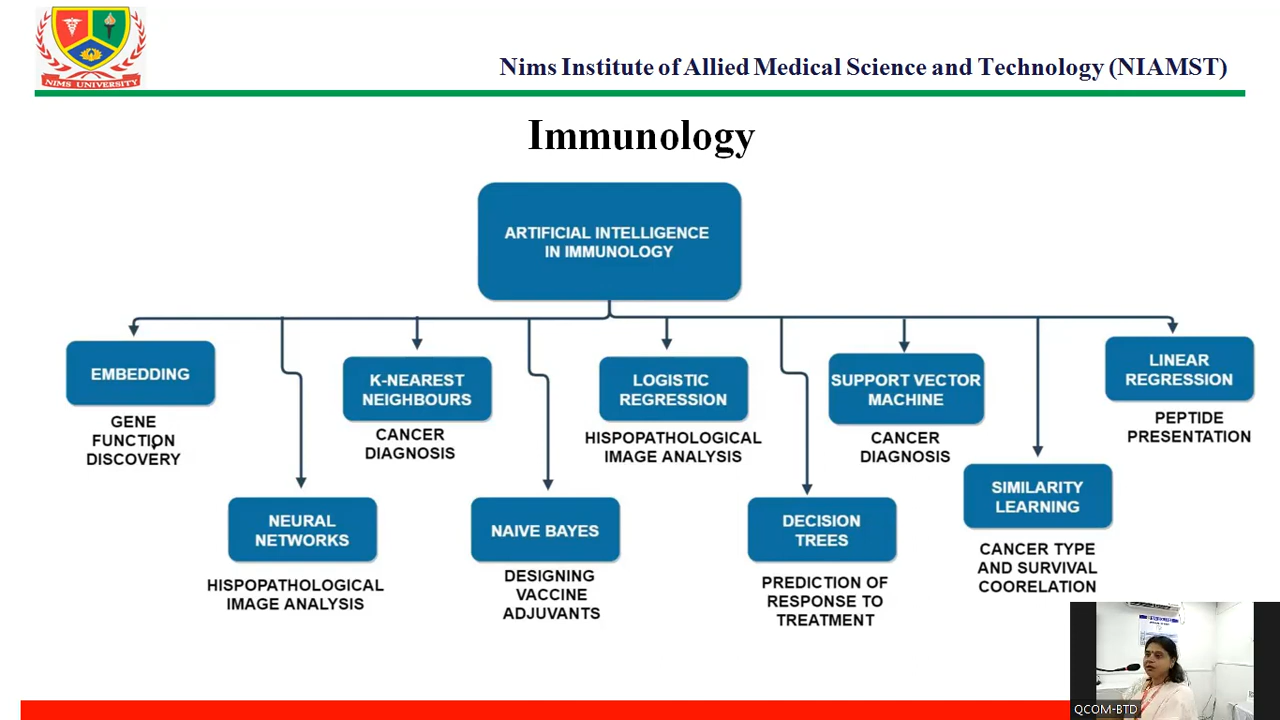 NIMS UNIVERSITY
Nims Institute of Allied Medical Science and Technology (NIAMST)
Immunology
ARTIFICIAL INTELLIGENCE
IN IMMUNOLOGY
EMBEDDING
GENE
FUNCTION
DISCOVERY
NEURAL
NETWORKS
HISPOPATHOLOGICAL
IMAGE ANALYSIS
K-NEAREST
NEIGHBOURS
CANCER
DIAGNOSIS
NAIVE BAYES
DESIGNING
VACCINE
ADJUVANTS
LOGISTIC
REGRESSION
HISPOPATHOLOGICAL
IMAGE ANALYSIS
DECISION
TREES
PREDICTION OF
RESPONSE TO
TREATMENT
SUPPORT VECTOR
MACHINE
CANCER
DIAGNOSIS
SIMILARITY
LEARNING
CANCER TYPE
AND SURVIVAL
COORELATION
LINEAR
REGRESSION
PEPTIDE
PRESENTATION
QCOM-BTD